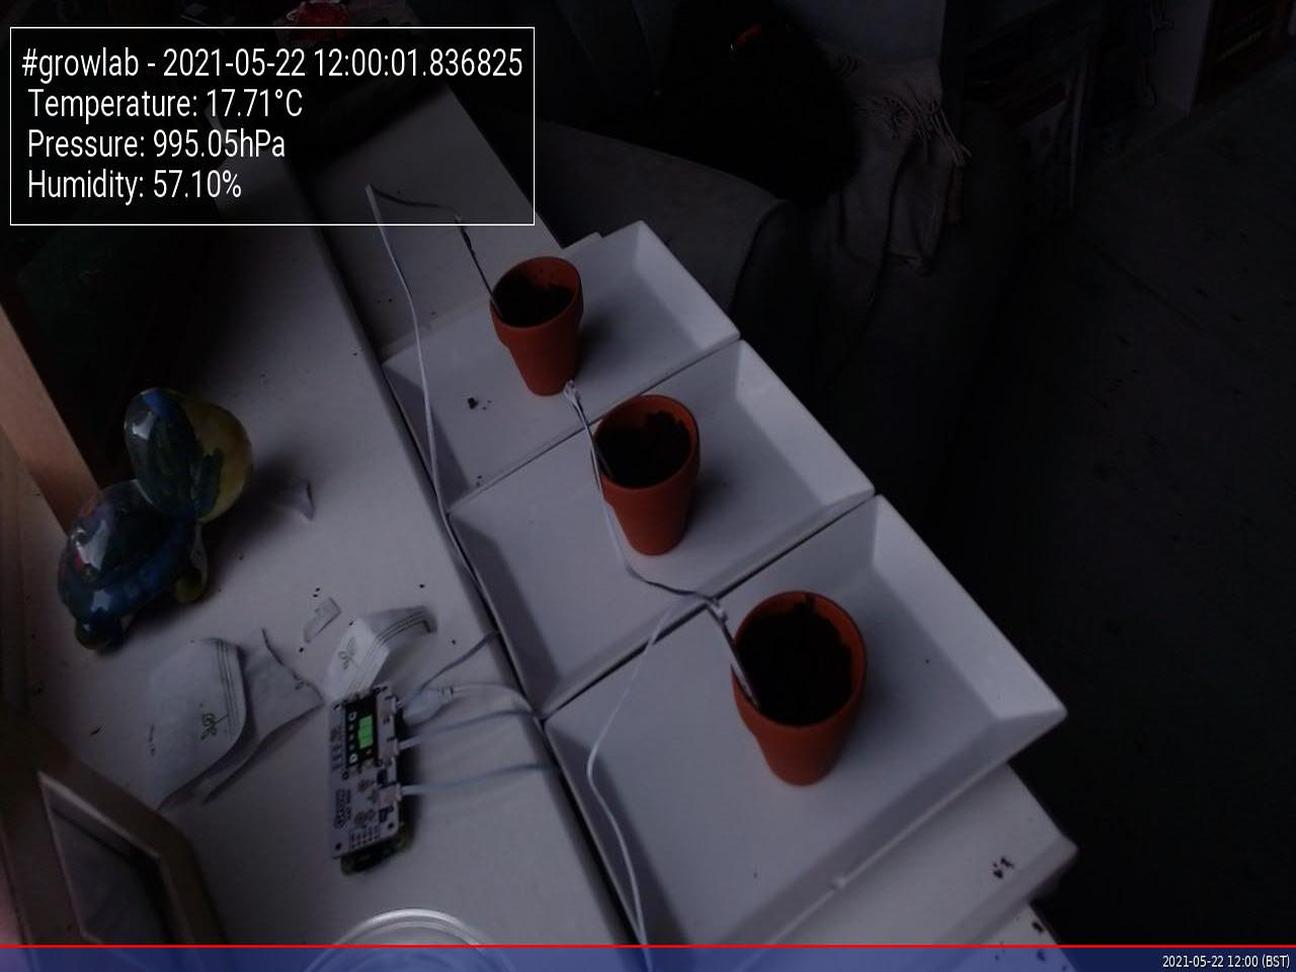 #growlab - 2021-05-22 12:00:01.836825
Temperature: 17.71°C
Pressure: 995.05hPa
Humidity: 57.10%
2021-05-22 12:00 (BST)